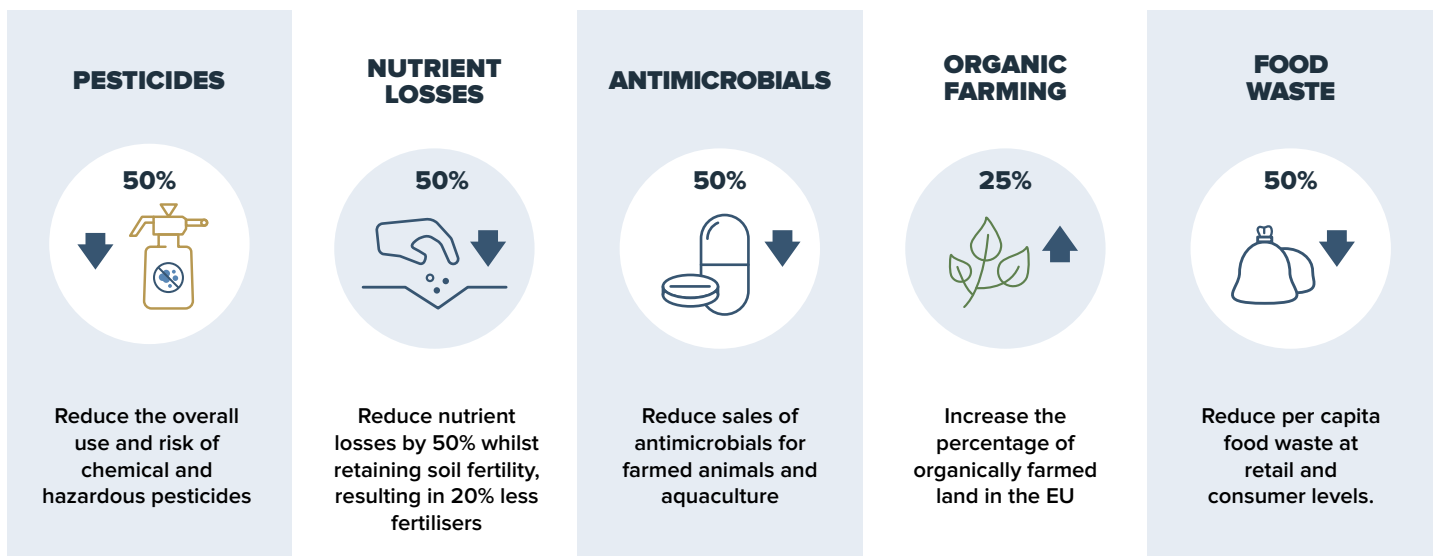 PESTICIDES
50%
Reduce the overall
use and risk of
chemical and
hazardous pesticides
NUTRIENT
LOSSES
50%
Reduce nutrient
losses by 50% whilst
retaining soil fertility,
resulting in 20% less
fertilisers
ANTIMICROBIALS
50%
Reduce sales of
antimicrobials for
farmed animals and
aquaculture
ORGANIC
FARMING
25%
Increase the
percentage of
organically farmed
land in the EU
FOOD
WASTE
50%
Reduce per capita
food waste at
retail and
consumer levels.